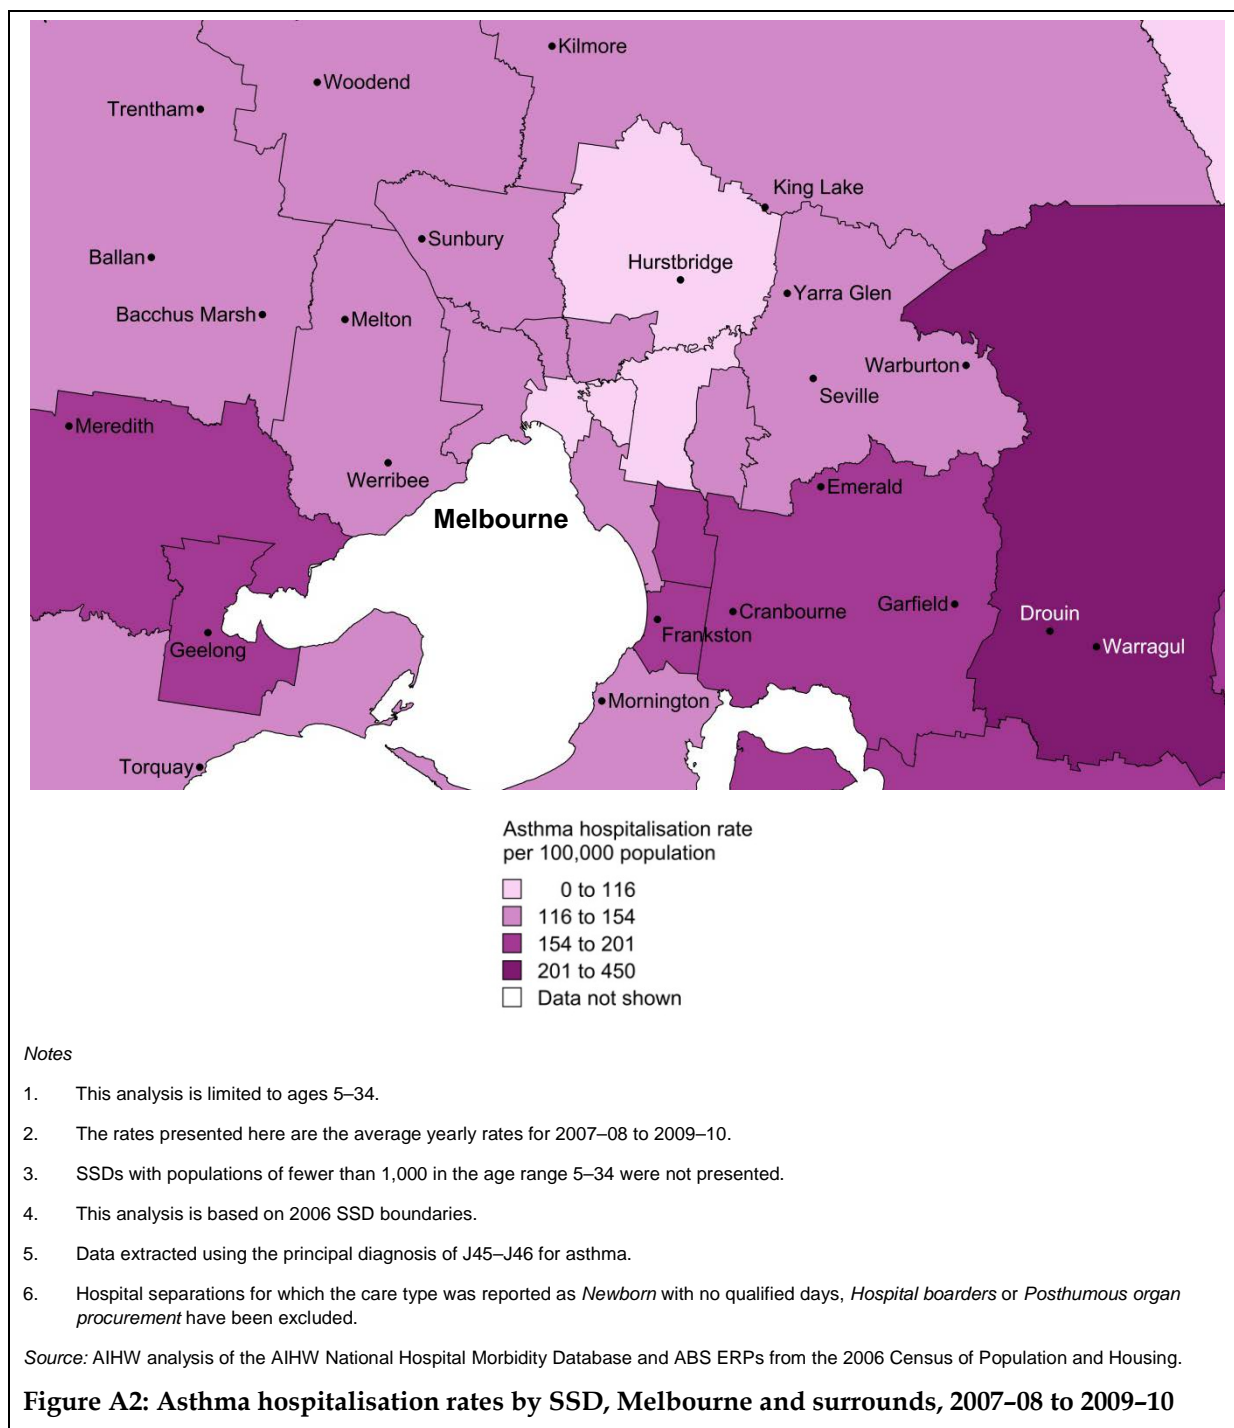 Kilmore
Woodend
Trentham
King Lake
Sunbury
Ballan
Hurstbridge
Yarra Glen
Bacchus Marsh
Melton
Warburton
Seville
Meredith
Werribee
Emerald
Melbourne
Cranbourne
Garfield
Drouin
Frankston
Geelong
Warragul
Mornington
Torquay
Asthma hospitalisation rate
per 100,000 population
0 to 116
116 to 154
154 to 201
201 to 450
Data not shown
Notes
1. This analysis is limited to ages 5–34.
2. The rates presented here are the average yearly rates for 2007–08 to 2009–10.
3. SSDs with populations of fewer than 1,000 in the age range 5–34 were not presented.
4. This analysis is based on 2006 SSD boundaries.
5. Data extracted using the principal diagnosis of J45–J46 for asthma.
6. Hospital separations for which the care type was reported as Newborn with no qualified days, Hospital boarders or Posthumous organ
procurement have been excluded.
Source: AIHW analysis of the AIHW National Hospital Morbidity Database and ABS ERPs from the 2006 Census of Population and Housing.
Figure A2: Asthma hospitalisation rates by SSD, Melbourne and surrounds, 2007–08 to 2009–10